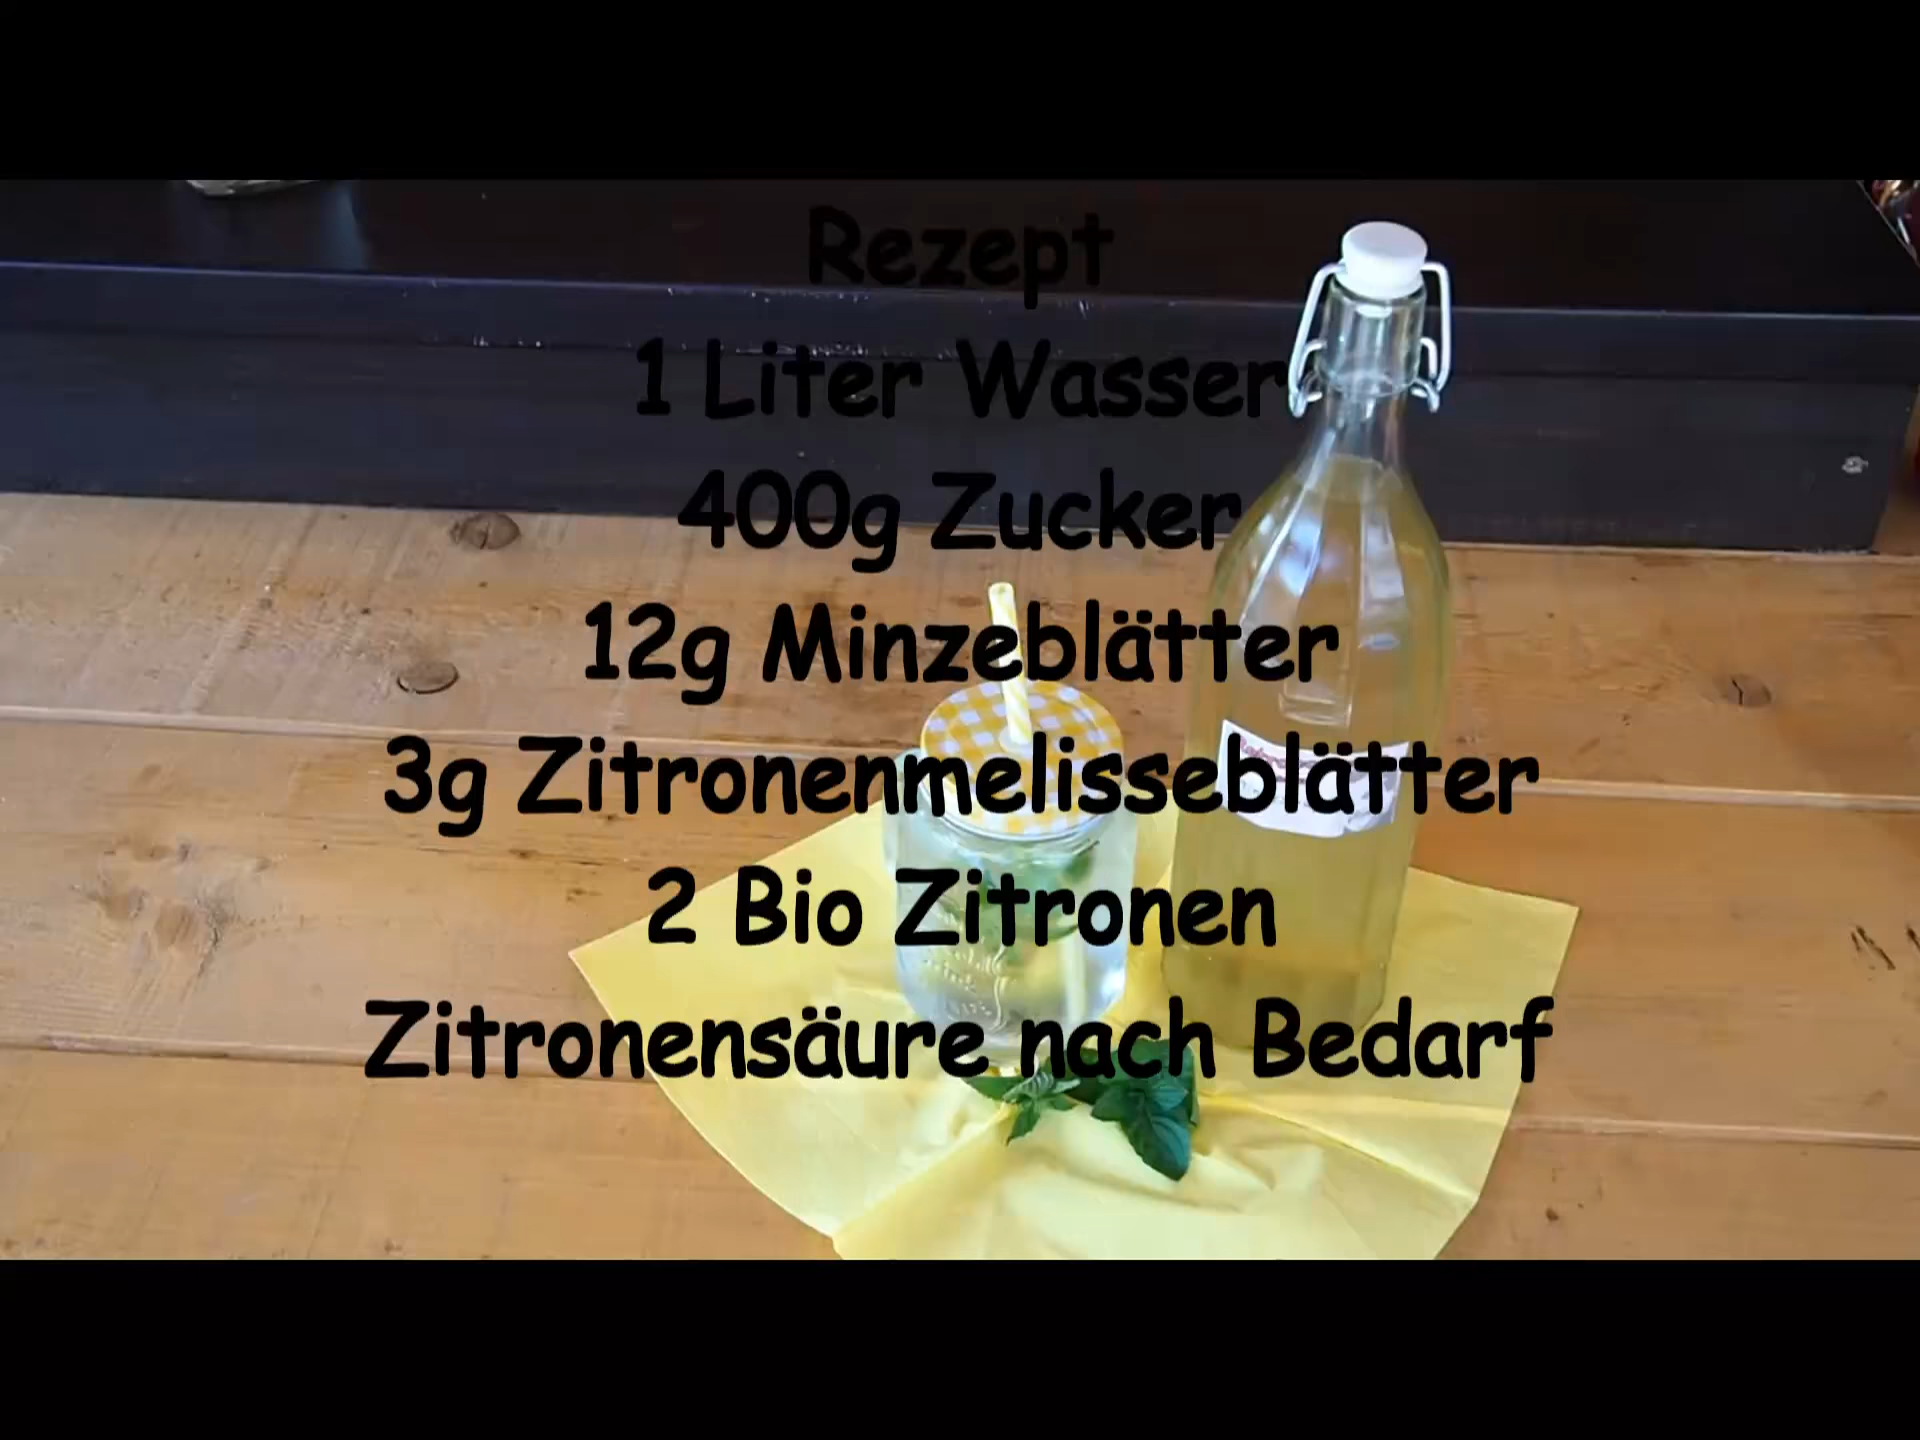 Rezept
1 Liter Wasser
400g Zucker
12g Minzeblätter
3g Zitronenmelisseblätter
2 Bio Zitronen
Zitronensäure nach Bedarf